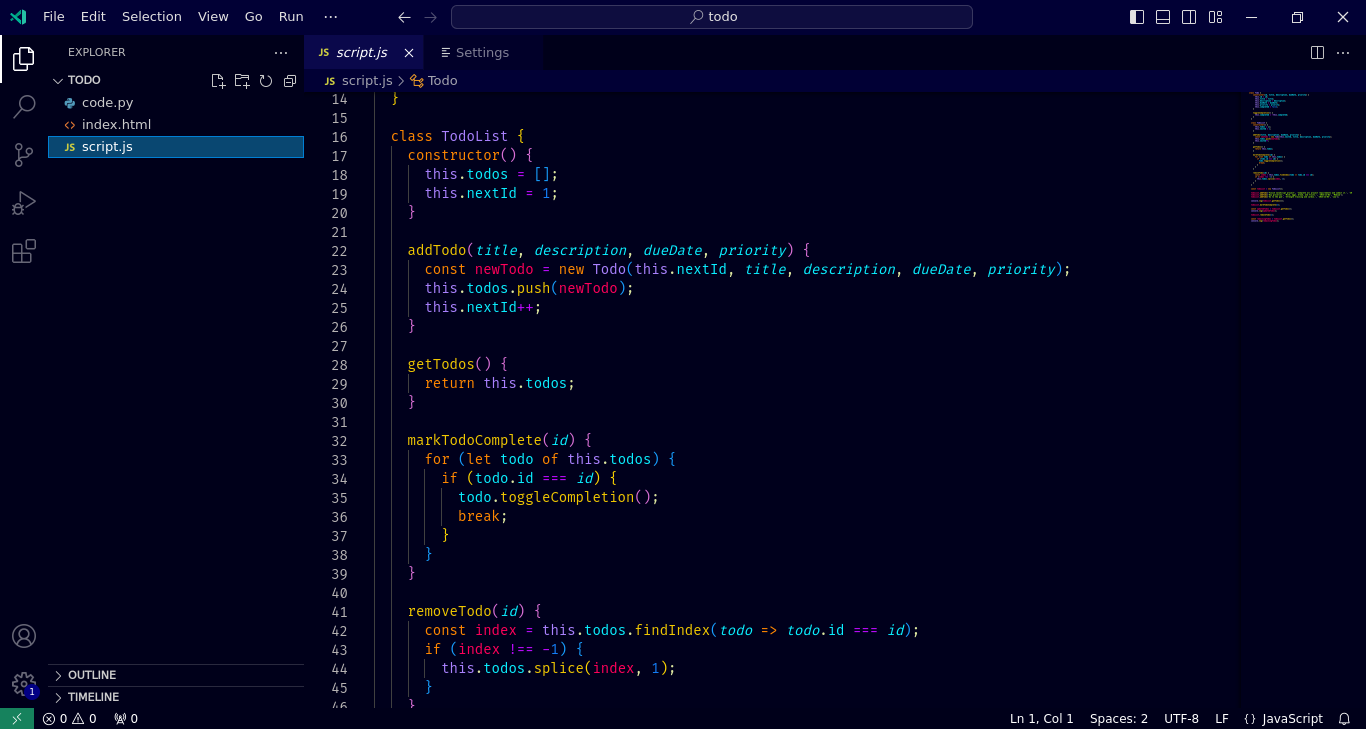 File Edit Selection View Go Run ···
todo
EXPLORER
TODO
code.py
index.html
JS script.js
OUTLINE
TIMELINE
1
JS script.js
Settings
JS script.js > Todo
14 }
15
16 class TodoList {
17 constructor() {
18 this.todos = [];
19 this.nextId = 1;
20 }
21
22 addTodo(title, description, dueDate, priority) {
23 const newTodo = new Todo(this.nextId, title, description, dueDate, priority);
24 this.todos.push(newTodo);
25 this.nextId++;
26 }
27
28 getTodos() {
29 return this.todos;
30 }
31
32 markTodoComplete(id) {
33 for (let todo of this.todos) {
34 if (todo.id === id) {
35 todo.toggleCompletion();
36 break;
37 }
38 }
39 }
40
41 removeTodo(id) {
42 const index = this.todos.findIndex(todo => todo.id === id);
43 if (index !== -1) {
44 this.todos.splice(index, 1);
45 }
46 }
0 0 0
Ln 1, Col 1 Spaces: 2 UTF-8 LF {} JavaScript